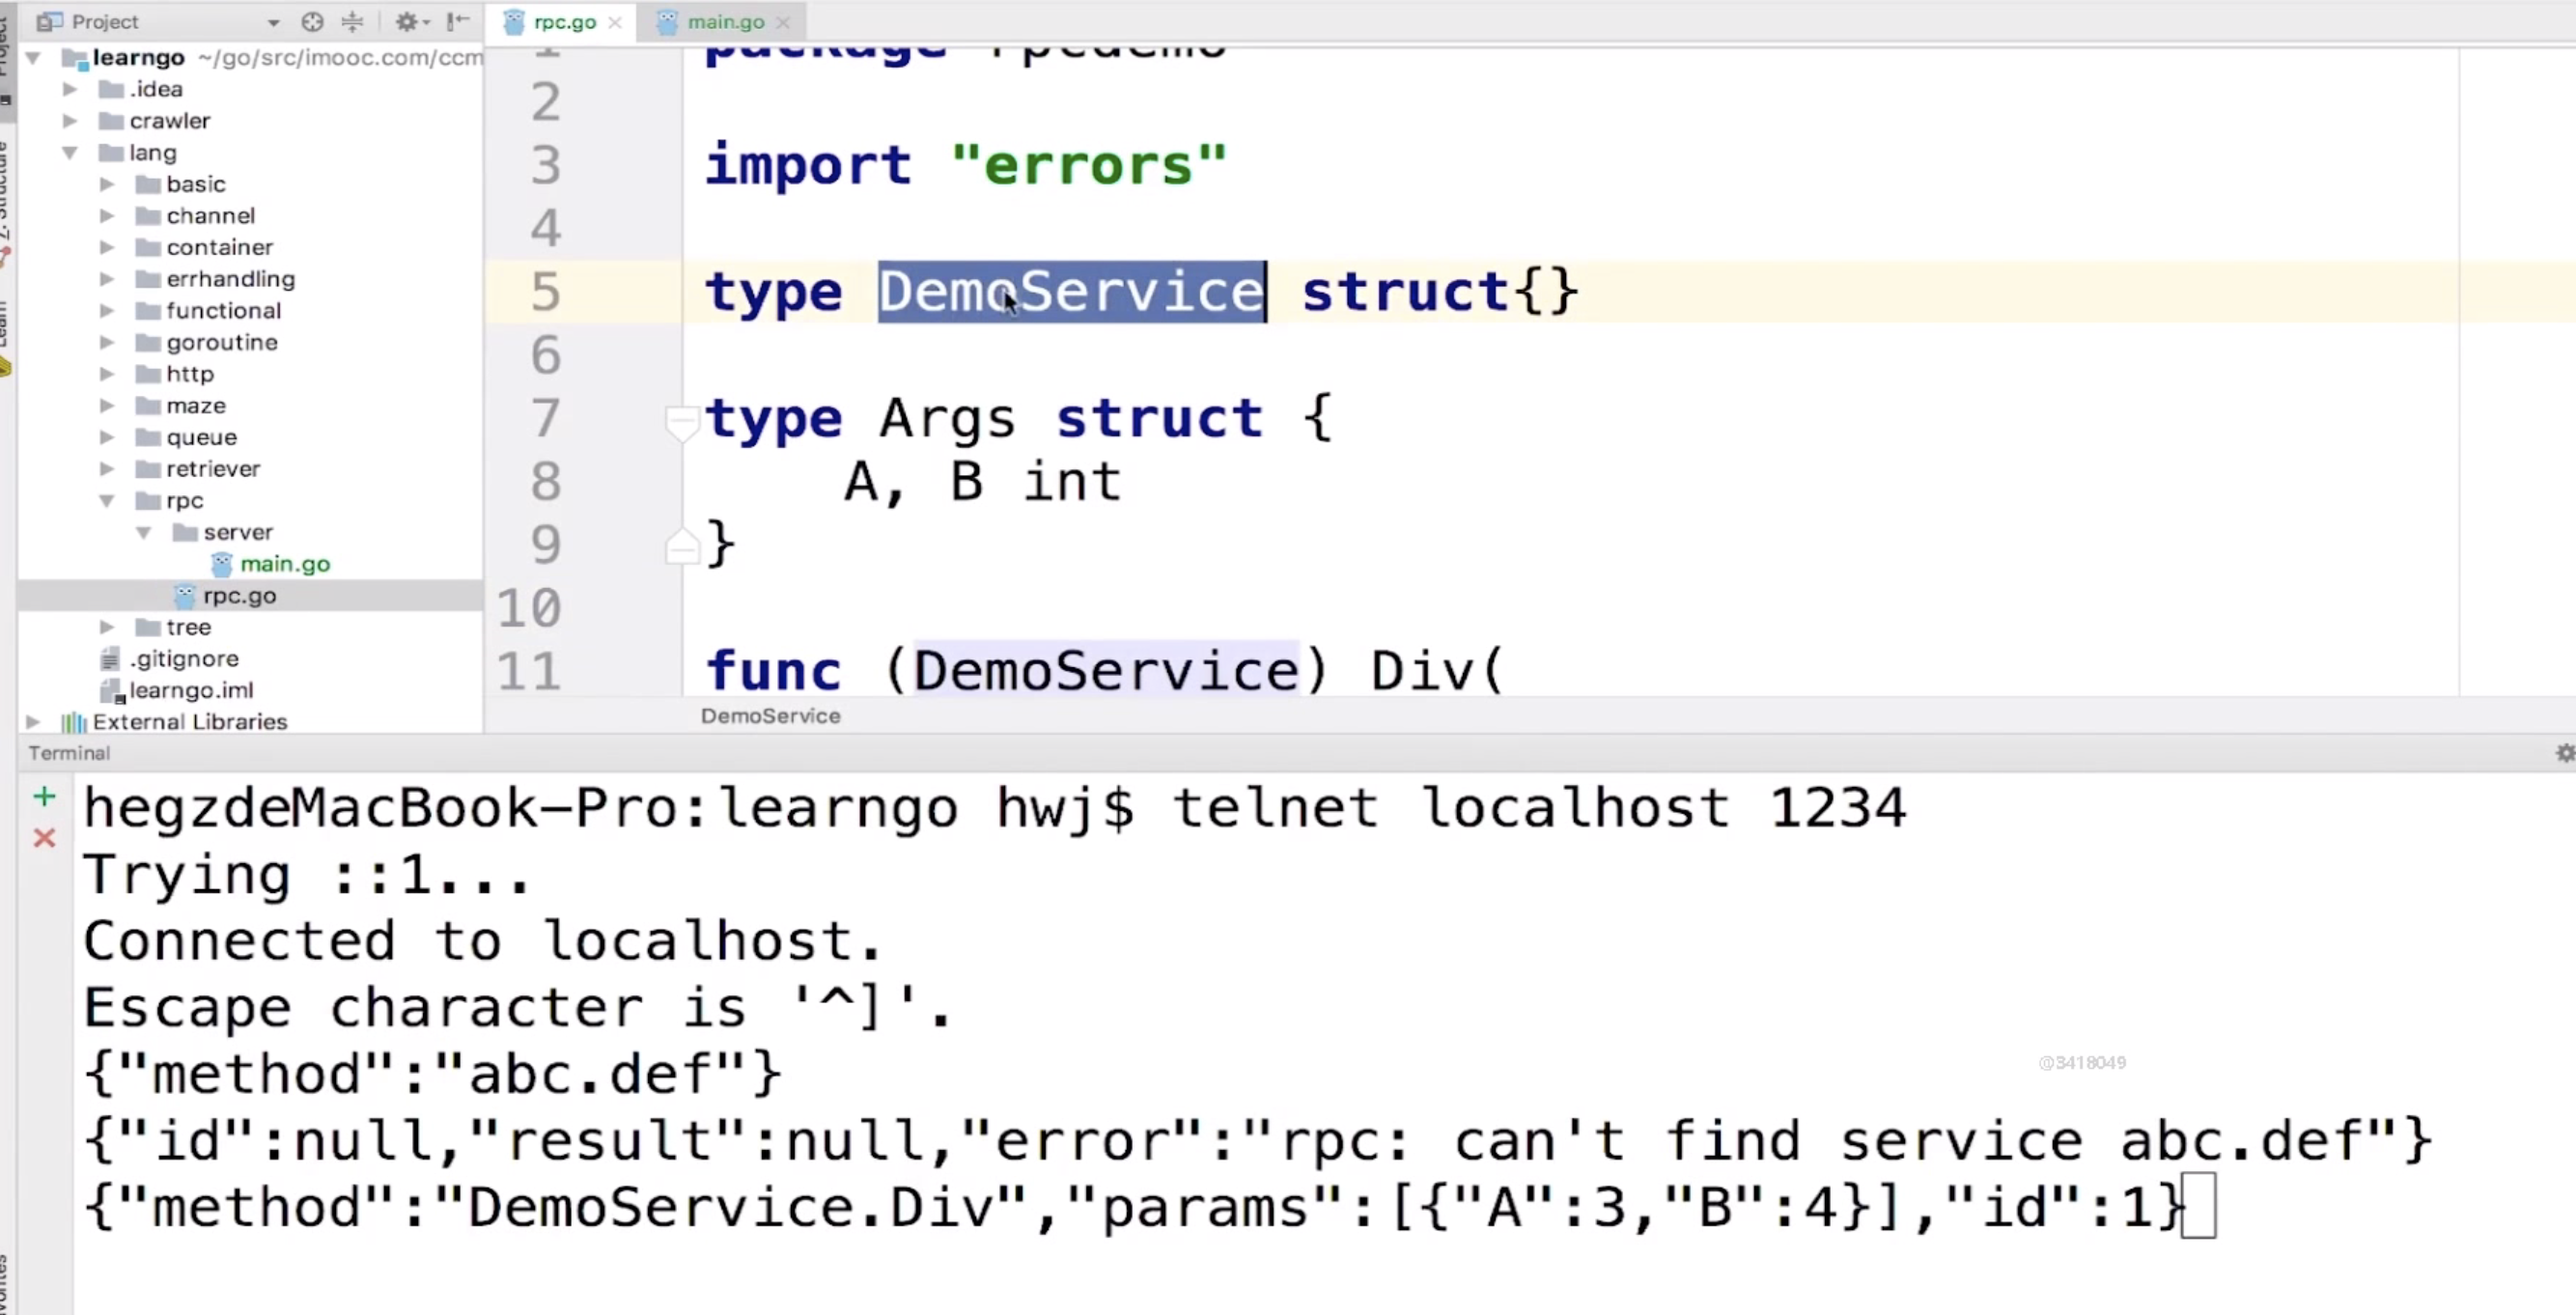 Project
rpc.go
main.go
learngo ~/go/src/imooc.com/ccm
.idea
crawler
lang
basic
channel
container
errhandling
functional
goroutine
http
maze
queue
retriever
rpc
server
main.go
rpc.go
tree
.gitignore
learngo.iml
External Libraries
1 package rpcdemo
2
3 import "errors"
4
5 type DemoService struct{}
6
7 type Args struct {
8 A, B int
9 }
10
11 func (DemoService) Div(
DemoService
Terminal
hegzdeMacBook-Pro:learngo hwj$ telnet localhost 1234
Trying ::1...
Connected to localhost.
Escape character is '^]'.
{"method":"abc.def"}
{"id":null,"result":null,"error":"rpc: can't find service abc.def"}
{"method":"DemoService.Div","params":[{"A":3,"B":4}],"id":1}
@3418049